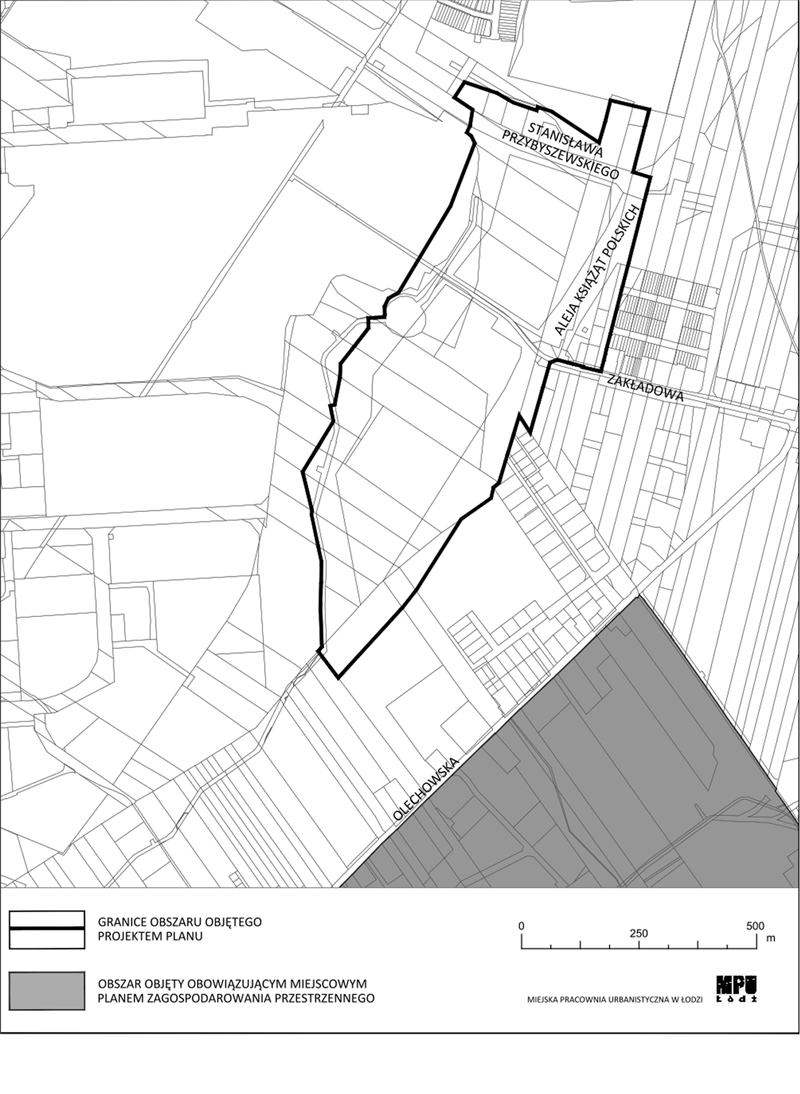 STANISŁAWA
PRZYBYSZEWSKIEGO
ALEJA KSIĄŻĄT POLSKICH
ZAKŁADOWA
OLECHOWSKA
GRANICE OBSZARU OBJĘTEGO
PROJEKTEM PLANU
0 250 500 m
OBSZAR OBJĘTY OBOWIĄZUJĄCYM MIEJSCOWYM
PLANEM ZAGOSPODAROWANIA PRZESTRZENNEGO
MIEJSKA PRACOWNIA URBANISTYCZNA W ŁODZI
MPU
Łódź